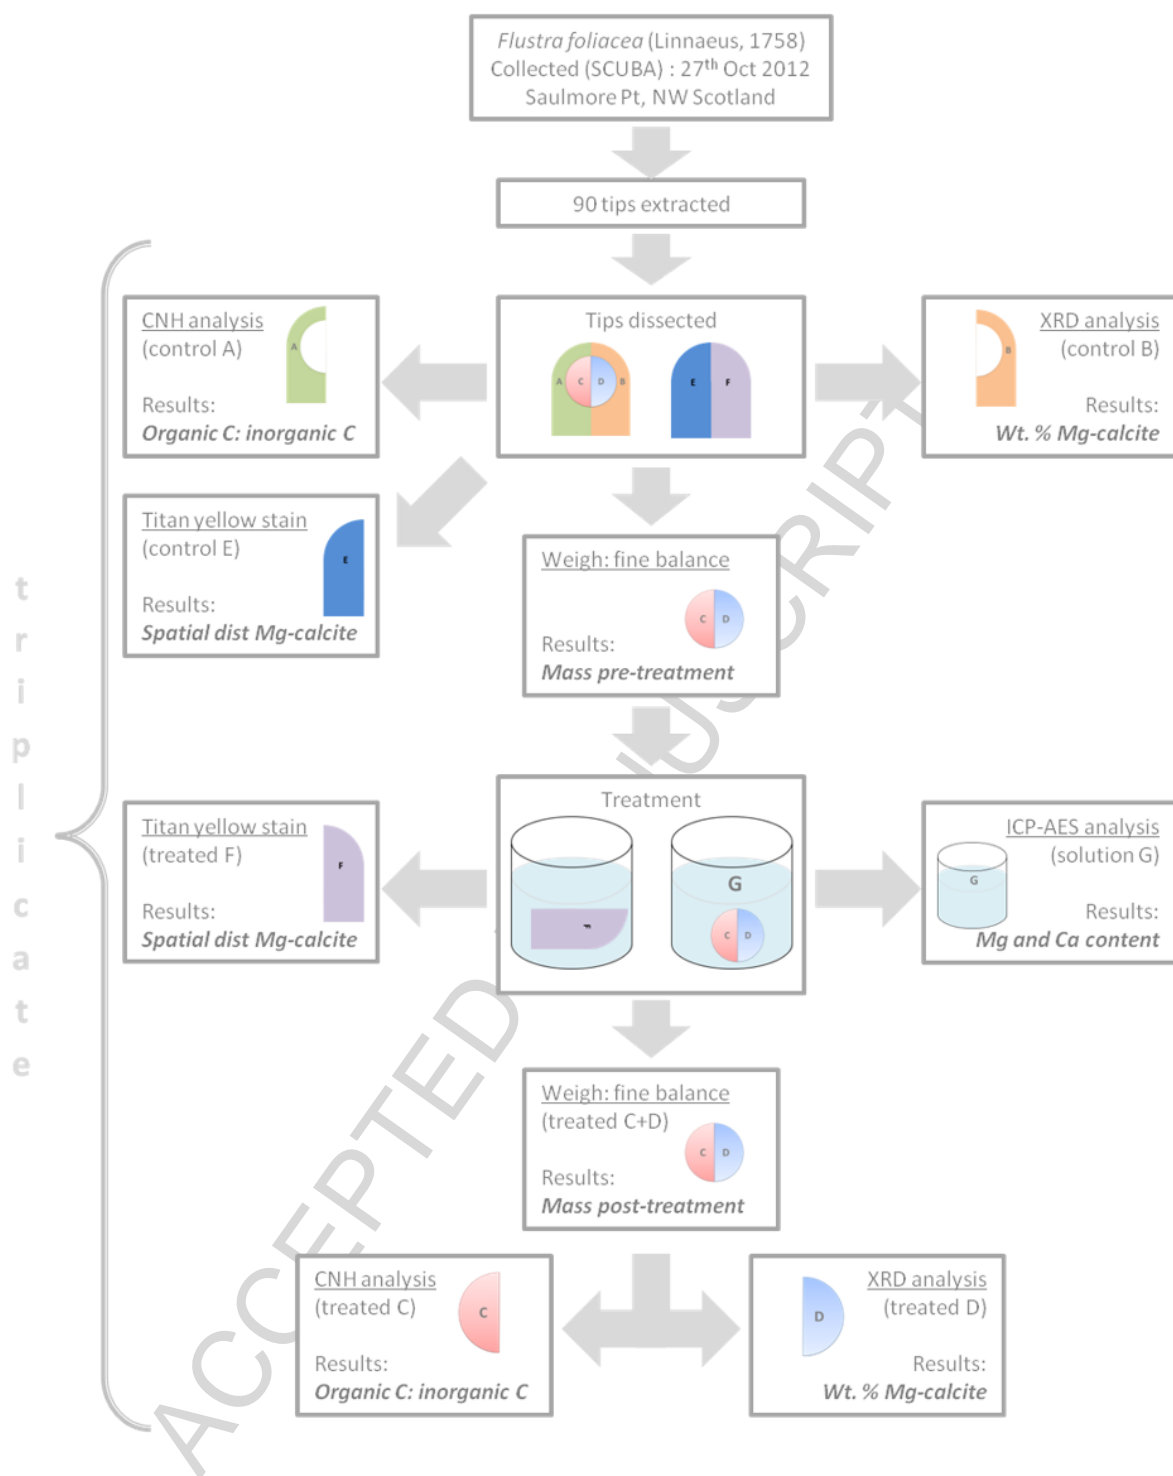 Flustra foliacea (Linnaeus, 1758)
Collected (SCUBA) : 27th Oct 2012
Saulmore Pt, NW Scotland
90 tips extracted
CNH analysis
(control A)
A
Results:
Organic C: inorganic C
Tips dissected
A C D B
E F
XRD analysis
(control B)
B
Results:
Wt. % Mg-calcite
Titan yellow stain
(control E)
E
Results:
Spatial dist Mg-calcite
Weigh: fine balance
C D
Results:
Mass pre-treatment
triplicate
Titan yellow stain
(treated F)
F
Results:
Spatial dist Mg-calcite
Treatment
F
G
C D
ICP-AES analysis
(solution G)
G
Results:
Mg and Ca content
Weigh: fine balance
(treated C+D)
C D
Results:
Mass post-treatment
CNH analysis
(treated C)
C
Results:
Organic C: inorganic C
XRD analysis
(treated D)
D
Results:
Wt. % Mg-calcite
ACCEPTED MANUSCRIPT